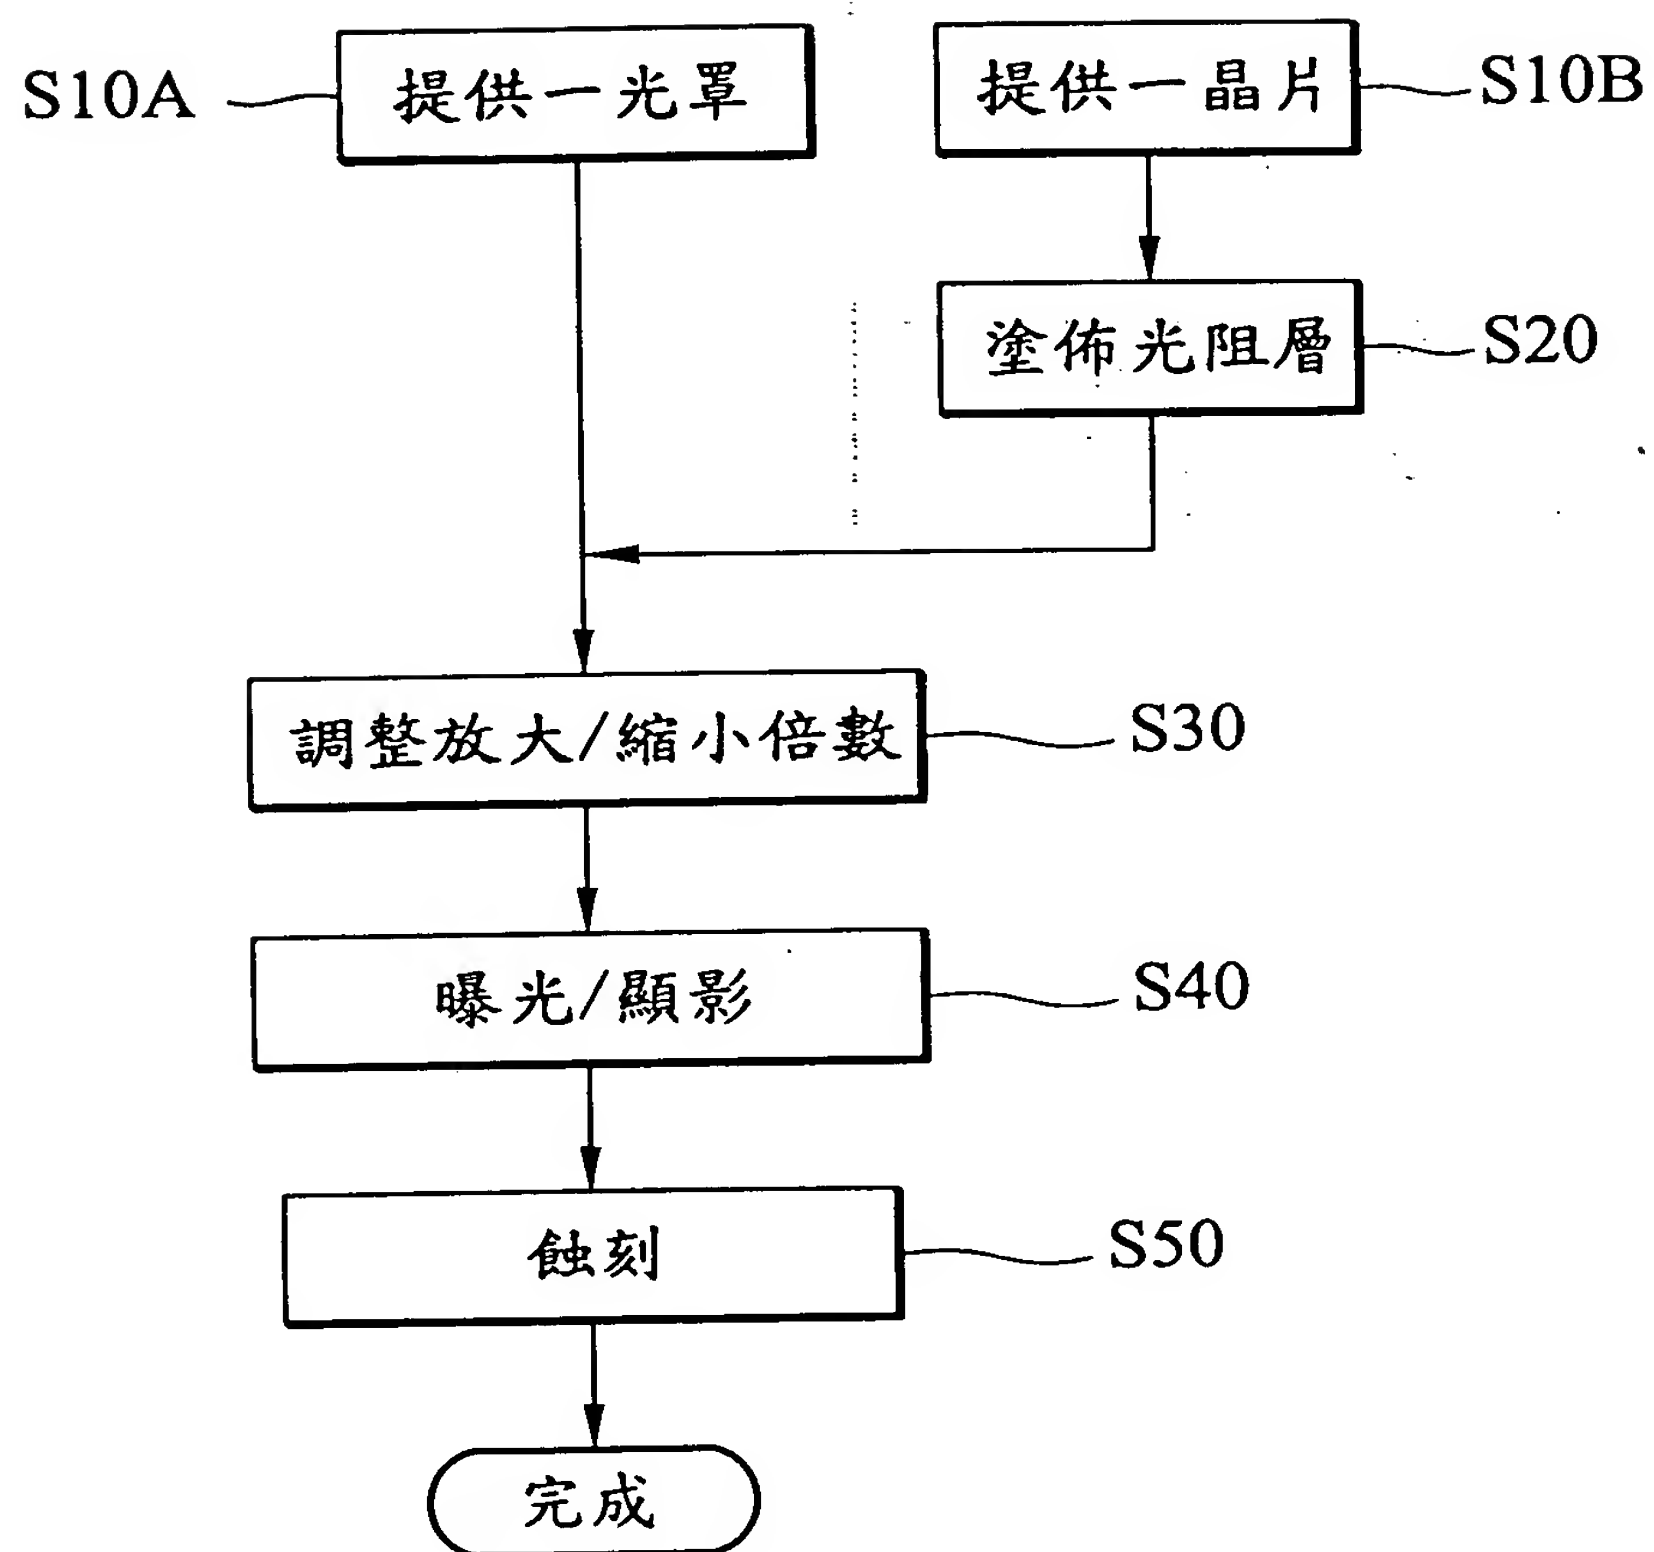 S10A
提供一光罩
提供一晶片
S10B
塗佈光阻層
S20
調整放大/縮小倍數
S30
曝光/顯影
S40
蝕刻
S50
完成